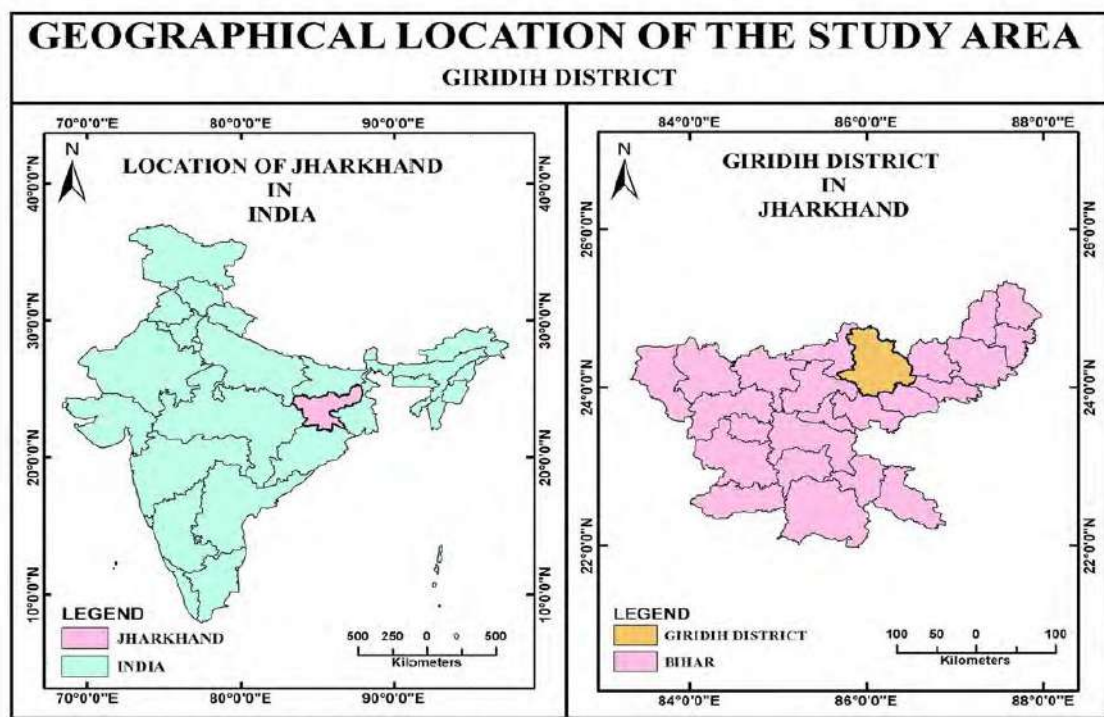 GEOGRAPHICAL LOCATION OF THE STUDY AREA
GIRIDIH DISTRICT
70°0'0"E 80°0'0"E 90°0'0"E
N
LOCATION OF JHARKHAND
IN
INDIA
40°0'0"N 40°0'0"N
30°0'0"N 30°0'0"N
20°0'0"N 20°0'0"N
10°0'0"N 10°0'0"N
LEGEND
JHARKHAND
INDIA
500 250 0 0 500
Kilometers
70°0'0"E 80°0'0"E 90°0'0"E
84°0'0"E 86°0'0"E 88°0'0"E
N
GIRIDIH DISTRICT
IN
JHARKHAND
26°0'0"N 26°0'0"N
24°0'0"N 24°0'0"N
22°0'0"N 22°0'0"N
LEGEND
GIRIDIH DISTRICT
BIHAR
100 50 0 100
Kilometers
84°0'0"E 86°0'0"E 88°0'0"E